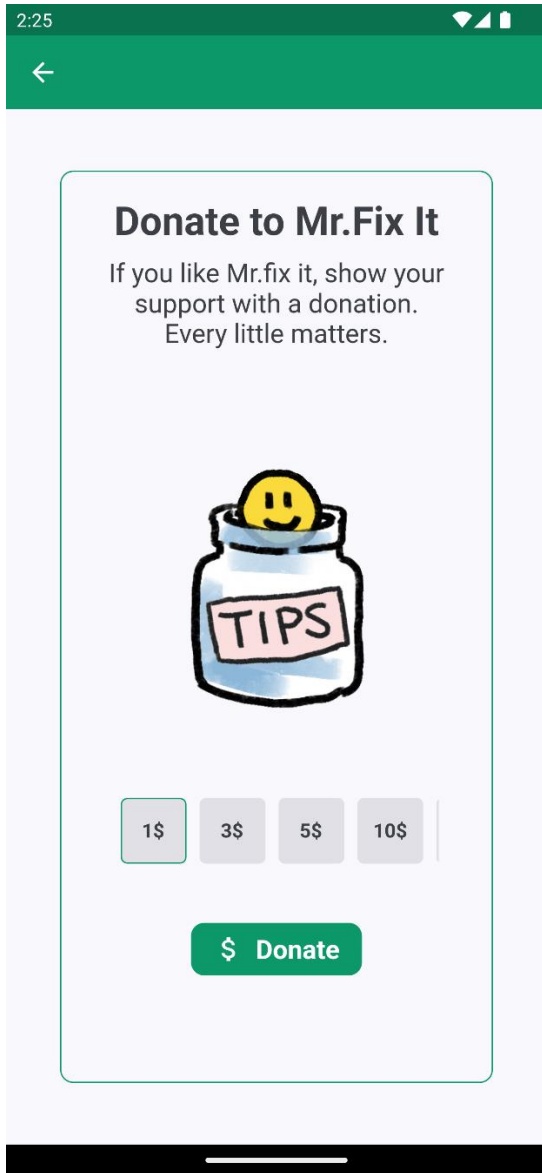 2:25
Donate to Mr.Fix It
If you like Mr.fix it, show your
support with a donation.
Every little matters.
TIPS
1$ 3$ 5$ 10$
$ Donate